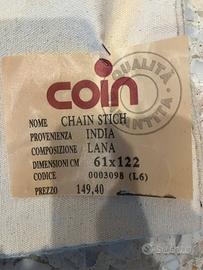 coin
QUALITÀ
GARANTITA
NOME CHAIN STICH
PROVENIENZA INDIA
COMPOSIZIONE LANA
DIMENSIONI CM 61x122
CODICE 0003098 (L6)
PREZZO 149,40
subito